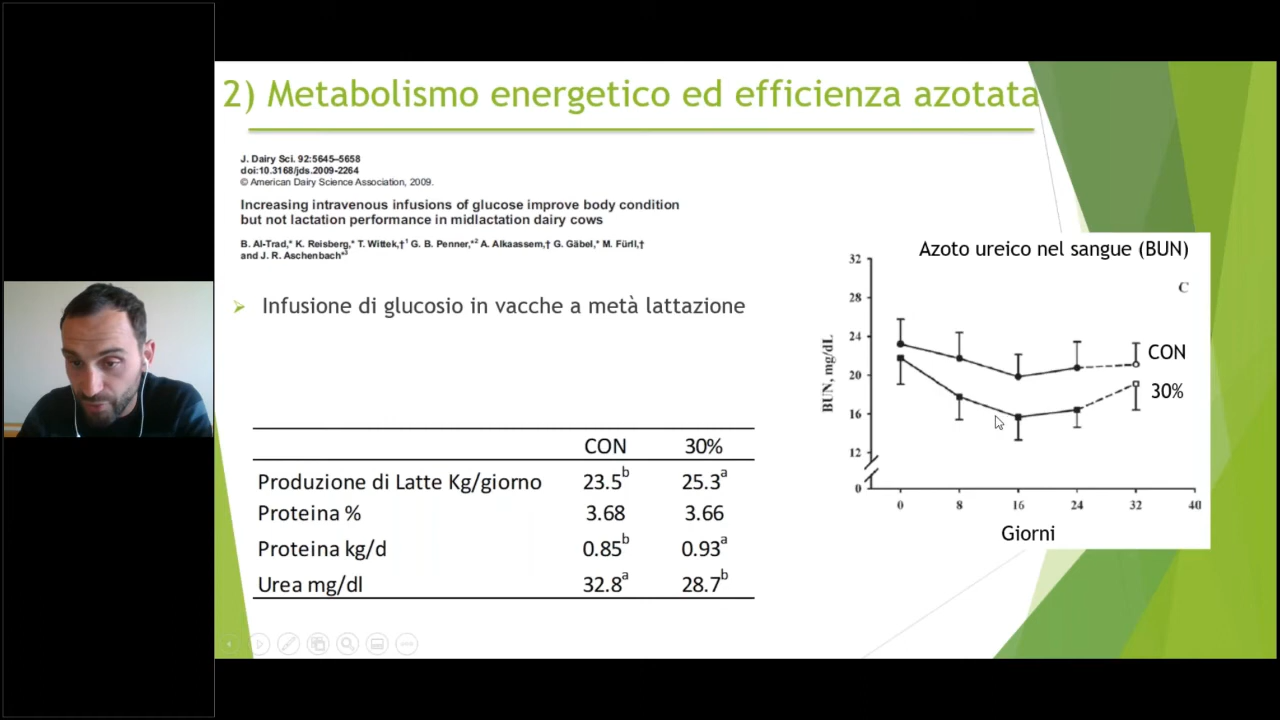 2) Metabolismo energetico ed efficienza azotata
J. Dairy Sci. 92:5645–5658
doi:10.3168/jds.2009-2264
© American Dairy Science Association, 2009.
Increasing intravenous infusions of glucose improve body condition
but not lactation performance in midlactation dairy cows
B. Al-Trad,* K. Reisberg,* T. Wittek,†¹ G. B. Penner,*² A. Alkaassem,† G. Gäbel,* M. Fürll,†
and J. R. Aschenbach*³
Infusione di glucosio in vacche a metà lattazione
CON 30%
Produzione di Latte Kg/giorno 23.5b 25.3a
Proteina % 3.68 3.66
Proteina kg/d 0.85b 0.93a
Urea mg/dl 32.8a 28.7b
Azoto ureico nel sangue (BUN)
C
BUN, mg/dL
32
28
24
20
16
12
0
CON
30%
0 8 16 24 32 40
Giorni